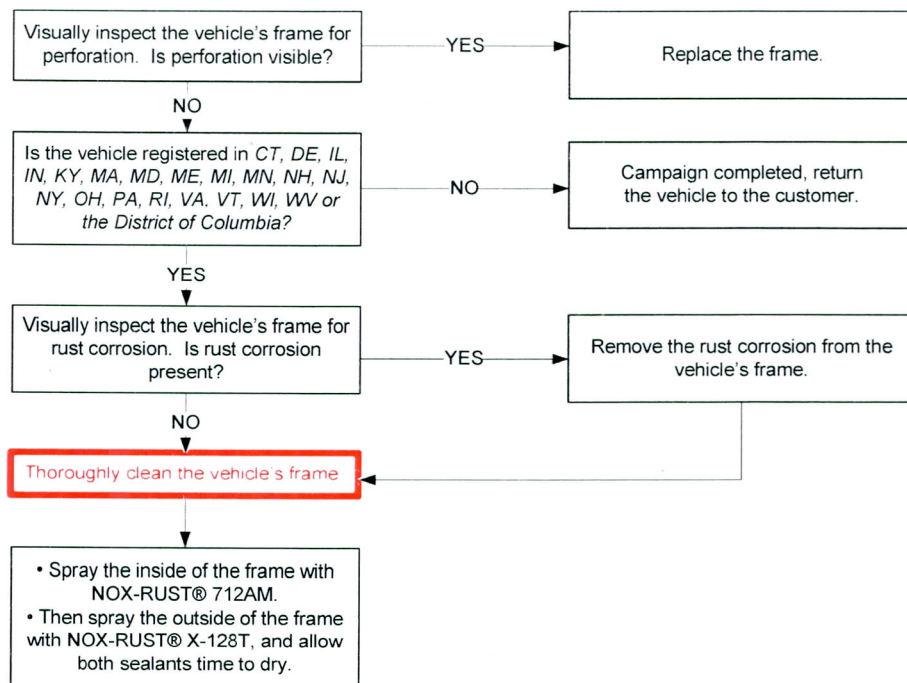 Visually inspect the vehicle's frame for
perforation. Is perforation visible?
YES
Replace the frame.
NO
Is the vehicle registered in CT, DE, IL,
IN, KY, MA, MD, ME, MI, MN, NH, NJ,
NY, OH, PA, RI, VA. VT, WI, WV or
the District of Columbia?
NO
Campaign completed, return
the vehicle to the customer.
YES
Visually inspect the vehicle's frame for
rust corrosion. Is rust corrosion
present?
YES
Remove the rust corrosion from the
vehicle's frame.
NO
Thoroughly clean the vehicle's frame
• Spray the inside of the frame with
NOX-RUST® 712AM.
• Then spray the outside of the frame
with NOX-RUST® X-128T, and allow
both sealants time to dry.